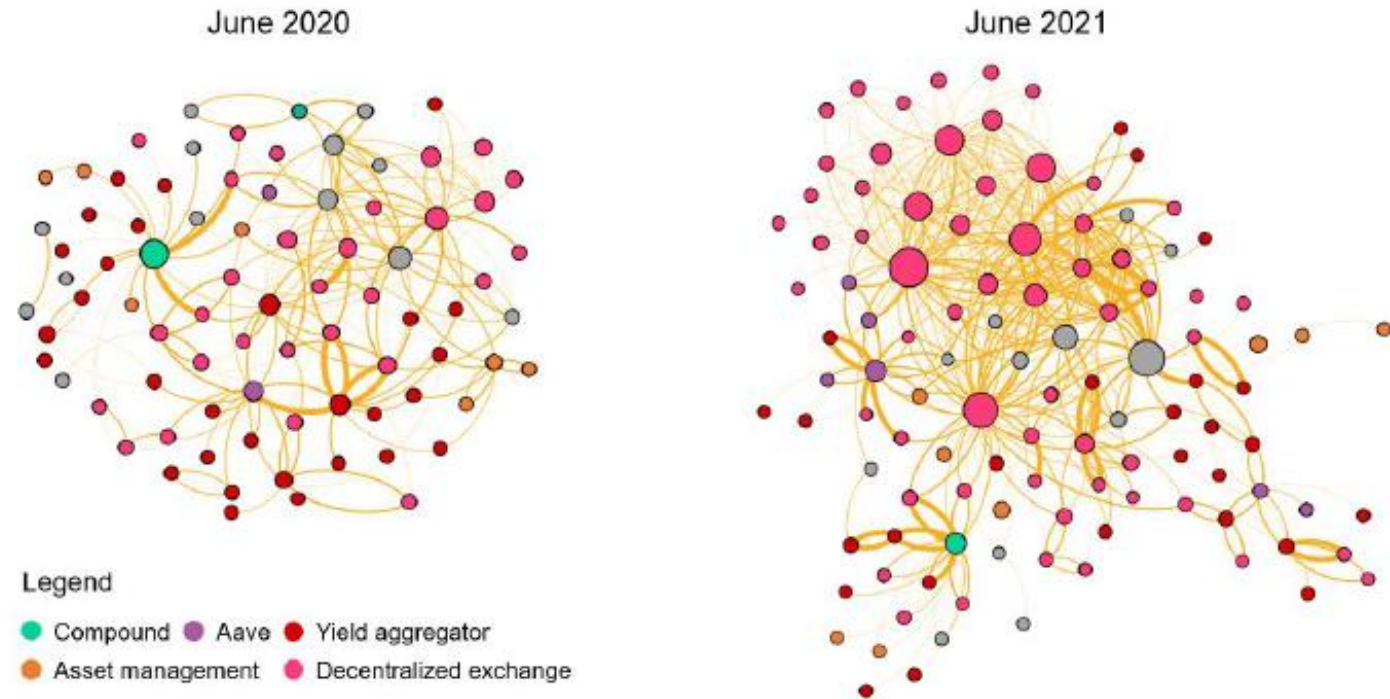 June 2020
June 2021
Legend
Compound Aave Yield aggregator
Asset management Decentralized exchange